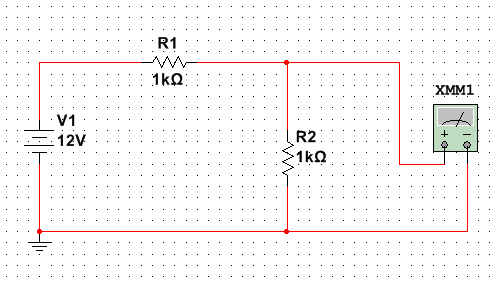 R1
1kΩ
XMM1
V1
12V
R2
1kΩ
+ −